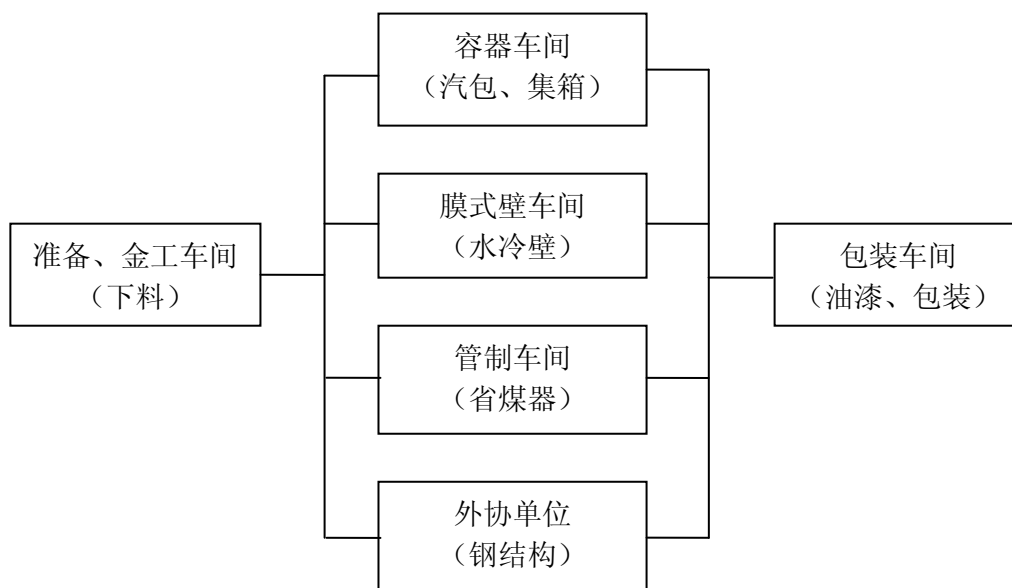 容器车间
（汽包、集箱）
膜式壁车间
（水冷壁）
准备、金工车间
（下料）
包装车间
（油漆、包装）
管制车间
（省煤器）
外协单位
（钢结构）